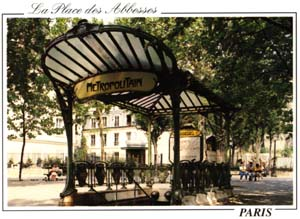 La Place des Abbesses
METROPOLITAIN
PARIS